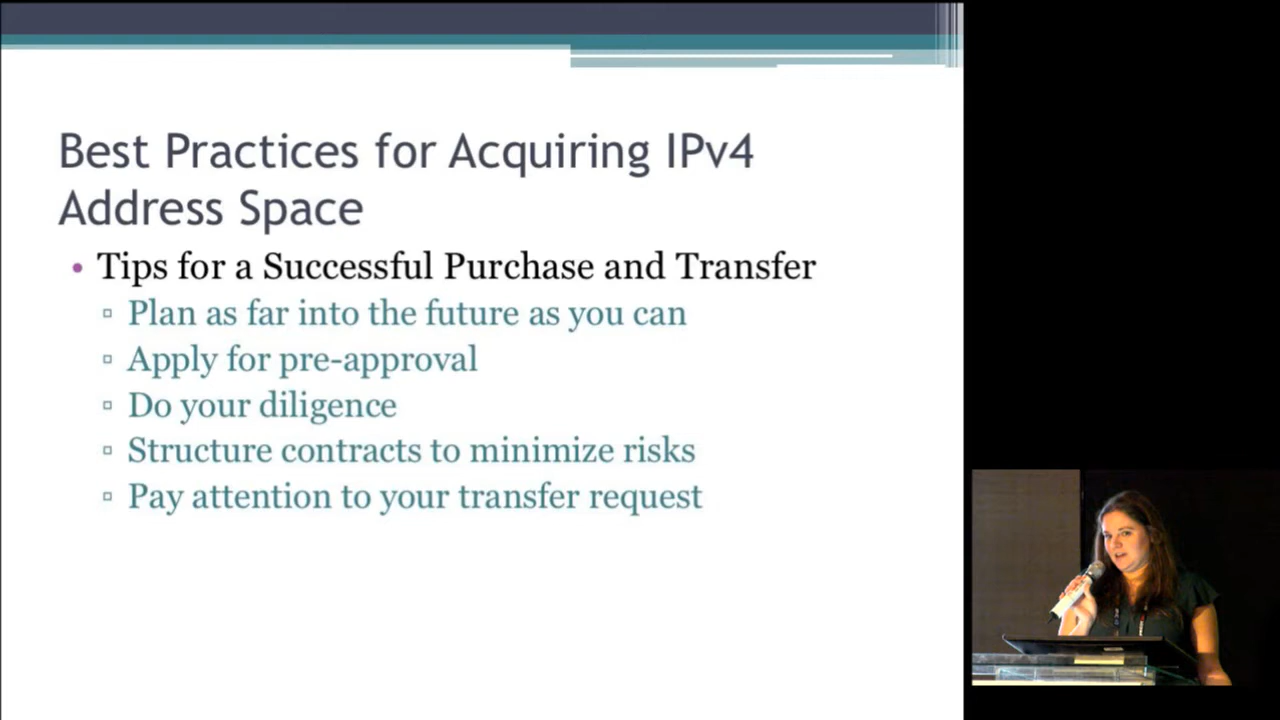 Best Practices for Acquiring IPv4
Address Space
• Tips for a Successful Purchase and Transfer
▫ Plan as far into the future as you can
▫ Apply for pre-approval
▫ Do your diligence
▫ Structure contracts to minimize risks
▫ Pay attention to your transfer request